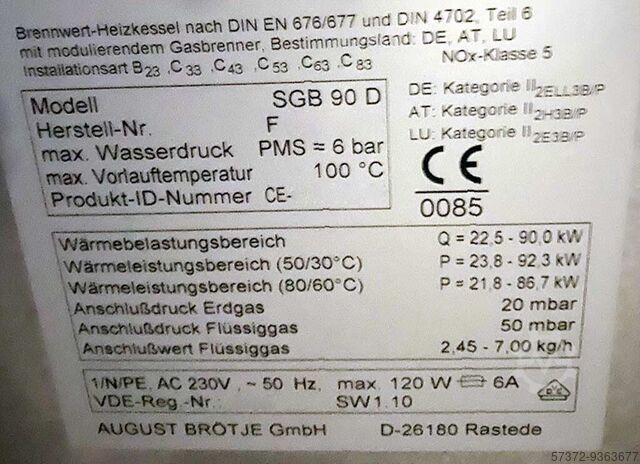 Brennwert-Heizkessel nach DIN EN 676/677 und DIN 4702, Teil 6
mit modulierendem Gasbrenner, Bestimmungsland: DE, AT, LU
Installationsart B23, C33, C43, C53, C63, C83
NOx-Klasse 5
Modell SGB 90 D
Herstell-Nr. F
max. Wasserdruck PMS = 6 bar
max. Vorlauftemperatur 100 °C
Produkt-ID-Nummer CE-
DE: Kategorie II2ELL3B/P
AT: Kategorie II2H3B/P
LU: Kategorie II2E3B/P
CE
0085
Wärmebelastungsbereich Q = 22,5 - 90,0 kW
Wärmeleistungsbereich (50/30°C) P = 23,8 - 92,3 kW
Wärmeleistungsbereich (80/60°C) P = 21,8 - 86,7 kW
Anschlußdruck Erdgas 20 mbar
Anschlußdruck Flüssiggas 50 mbar
Anschlußwert Flüssiggas 2,45 - 7,00 kg/h
1/N/PE, AC 230V, ~ 50 Hz, max. 120 W 6A
VDE-Reg.-Nr.: SW1.10
AUGUST BRÖTJE GmbH D-26180 Rastede
57372-9363677